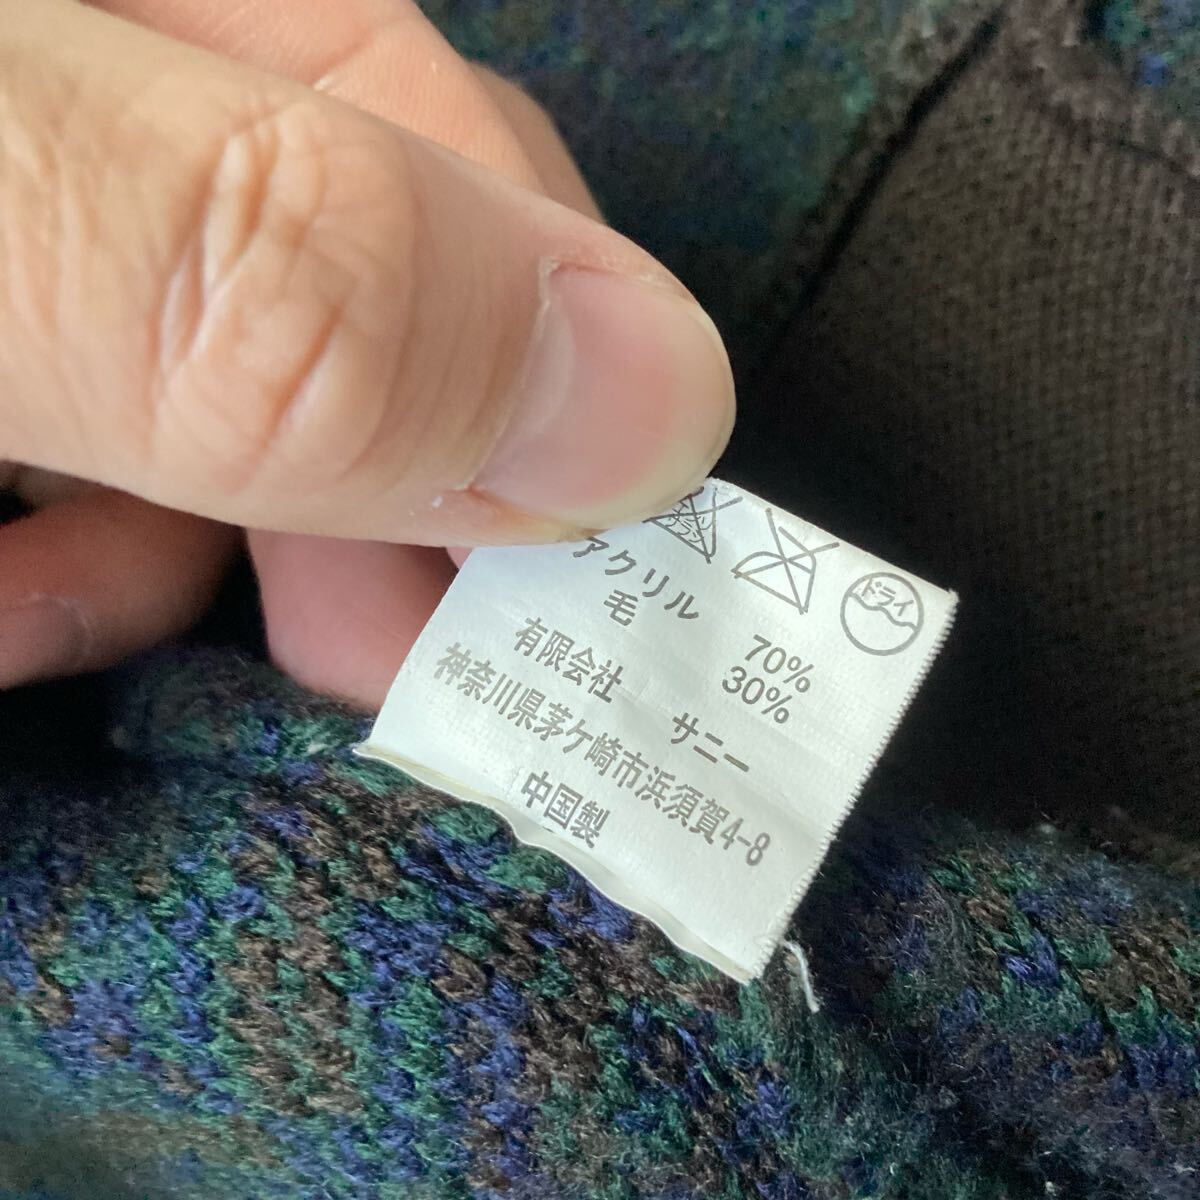 ドライ
アクリル 70%
毛 30%
有限会社 サニー
神奈川県茅ケ崎市浜須賀4-8
中国製